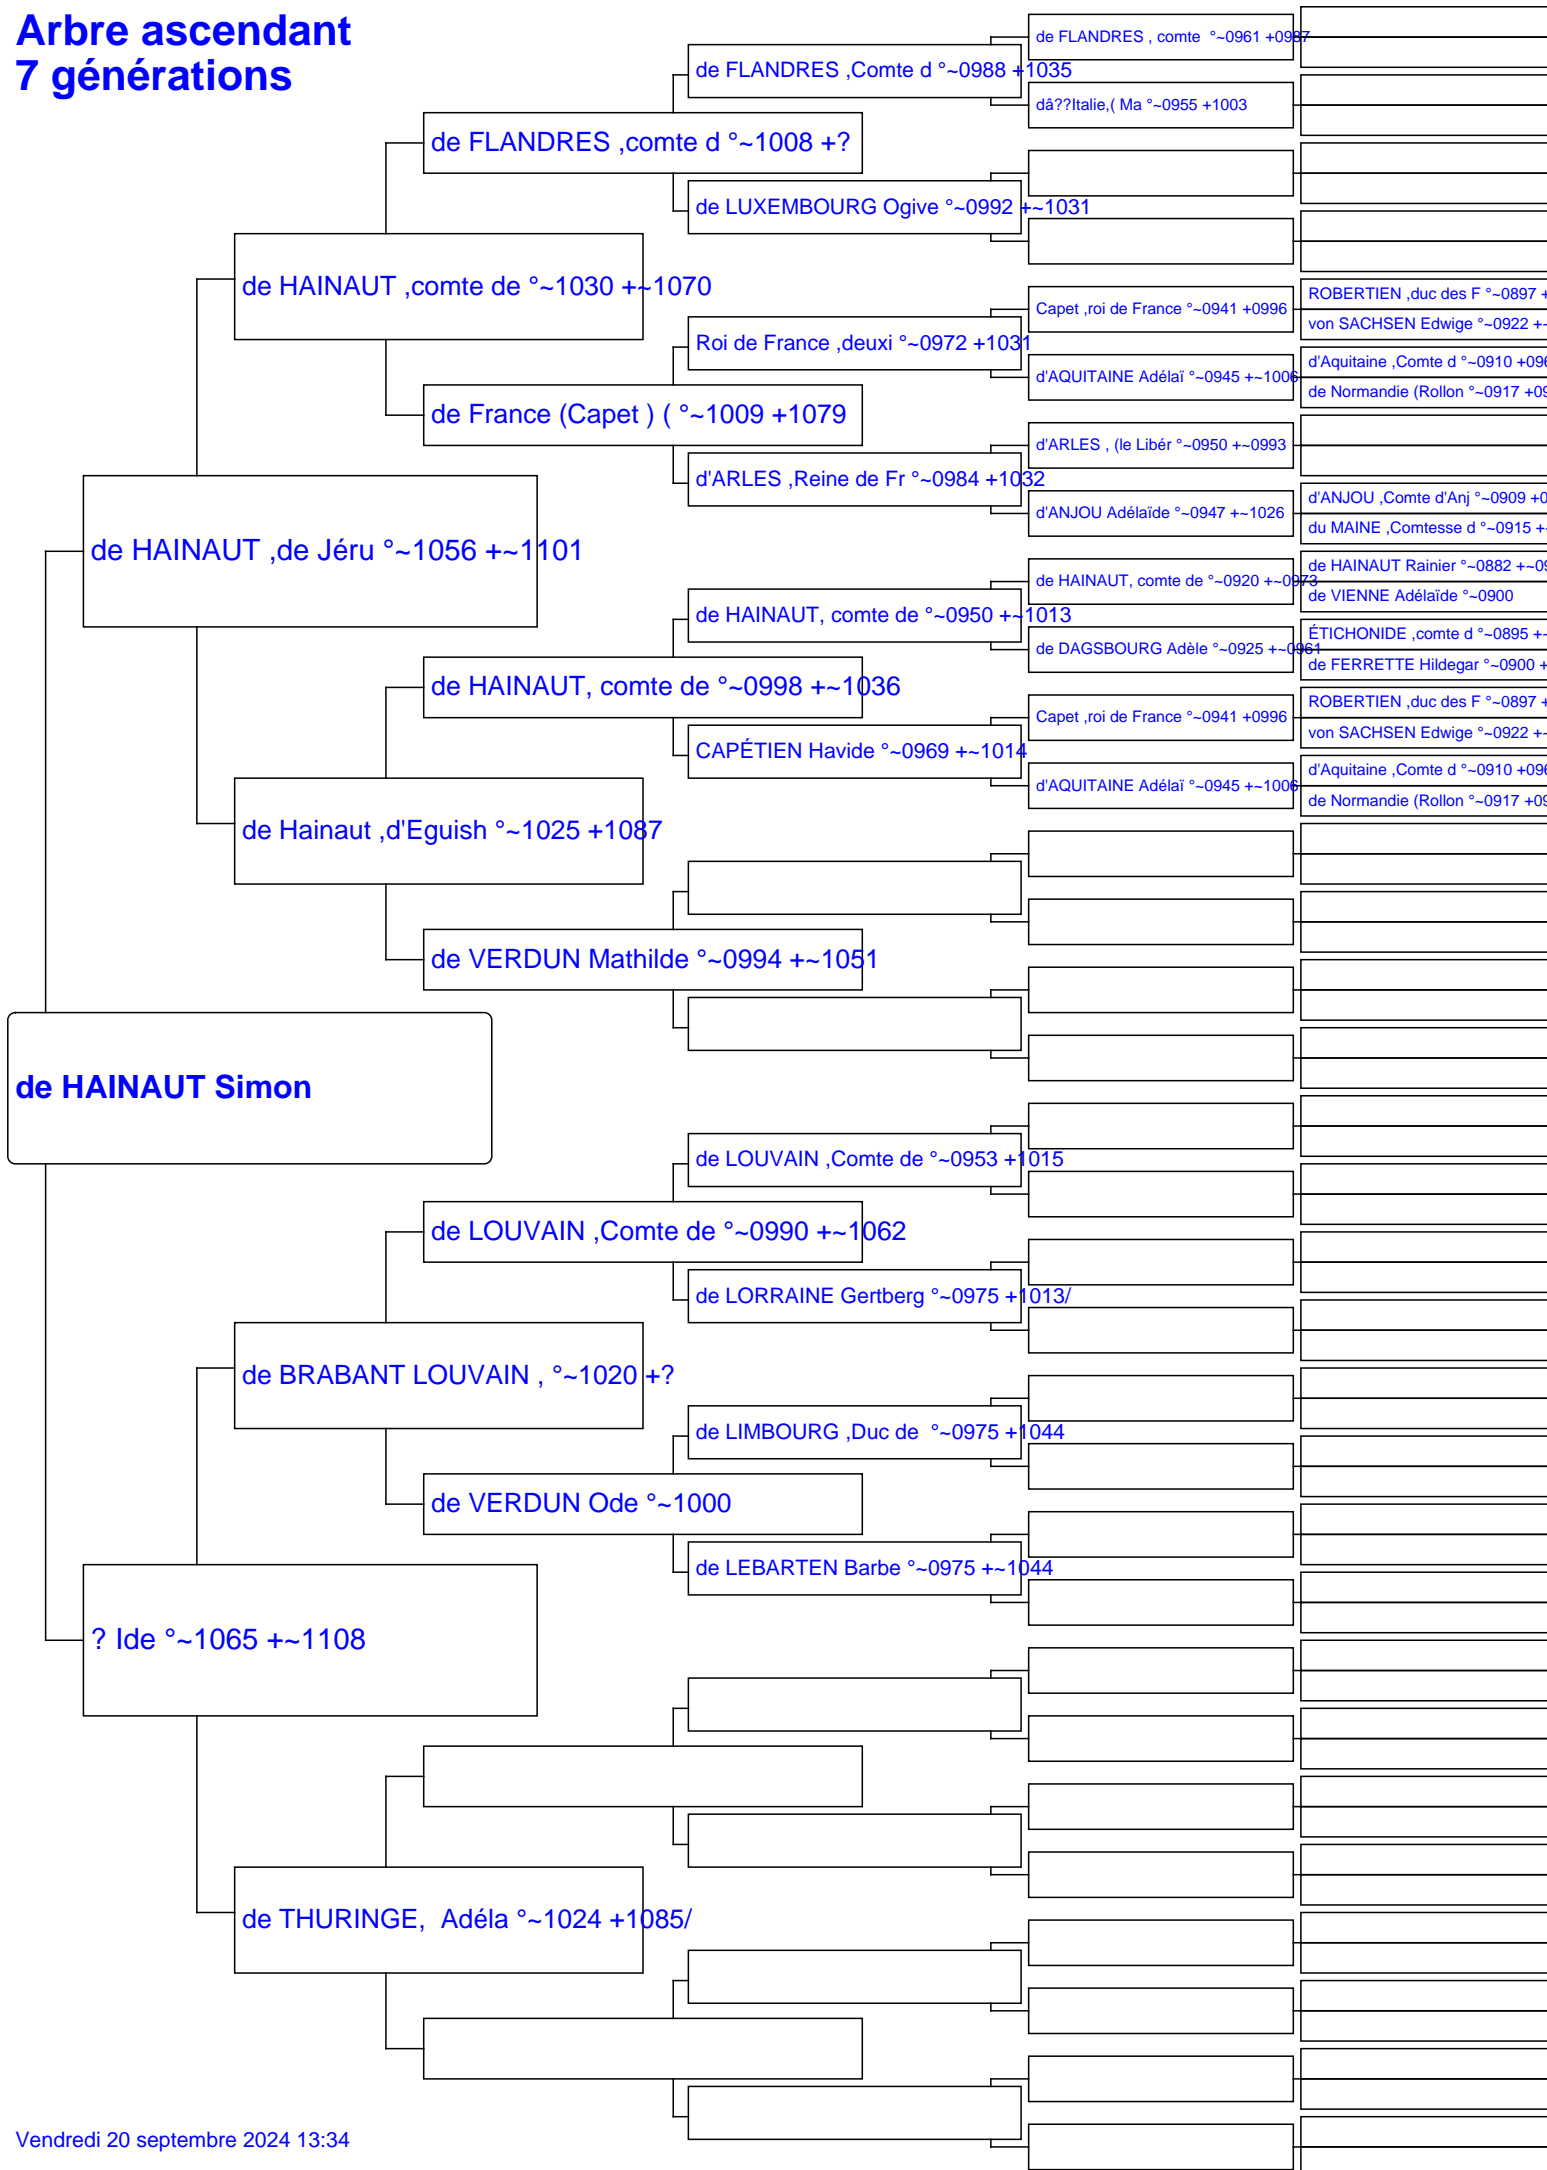 Arbre ascendant
7 générations
de HAINAUT Simon
de HAINAUT ,de Jéru °~1056 +~1101
? Ide °~1065 +~1108
de HAINAUT ,comte de °~1030 +~1070
de Hainaut ,d'Eguish °~1025 +1087
de BRABANT LOUVAIN , °~1020 +?
de THURINGE,  Adéla °~1024 +1085/
de FLANDRES ,comte d °~1008 +?
de France (Capet ) ( °~1009 +1079
de HAINAUT, comte de °~0998 +~1036
de VERDUN Mathilde °~0994 +~1051
de LOUVAIN ,Comte de °~0990 +~1062
de VERDUN Ode °~1000
de FLANDRES ,Comte d °~0988 +1035
de LUXEMBOURG Ogive °~0992 +~1031
Roi de France ,deuxi °~0972 +1031
d'ARLES ,Reine de Fr °~0984 +1032
de HAINAUT, comte de °~0950 +~1013
CAPÉTIEN Havide °~0969 +~1014
de LOUVAIN ,Comte de °~0953 +1015
de LORRAINE Gertberg °~0975 +1013/
de LIMBOURG ,Duc de  °~0975 +1044
de LEBARTEN Barbe °~0975 +~1044
de FLANDRES , comte  °~0961 +0987
dâ??Italie,( Ma °~0955 +1003
Capet ,roi de France °~0941 +0996
d'AQUITAINE Adélaï °~0945 +~1006
d'ARLES , (le Libér °~0950 +~0993
d'ANJOU Adélaïde °~0947 +~1026
de HAINAUT, comte de °~0920 +~0973
de DAGSBOURG Adèle °~0925 +~0961
Capet ,roi de France °~0941 +0996
d'AQUITAINE Adélaï °~0945 +~1006
ROBERTIEN ,duc des F °~0897 +
von SACHSEN Edwige °~0922 +~
d'Aquitaine ,Comte d °~0910 +096
de Normandie (Rollon °~0917 +09
d'ANJOU ,Comte d'Anj °~0909 +0
du MAINE ,Comtesse d °~0915 +~
de HAINAUT Rainier °~0882 +~09
de VIENNE Adélaïde °~0900
ÉTICHONIDE ,comte d °~0895 +~
de FERRETTE Hildegar °~0900 +
ROBERTIEN ,duc des F °~0897 +
von SACHSEN Edwige °~0922 +~
d'Aquitaine ,Comte d °~0910 +096
de Normandie (Rollon °~0917 +09
Vendredi 20 septembre 2024 13:34